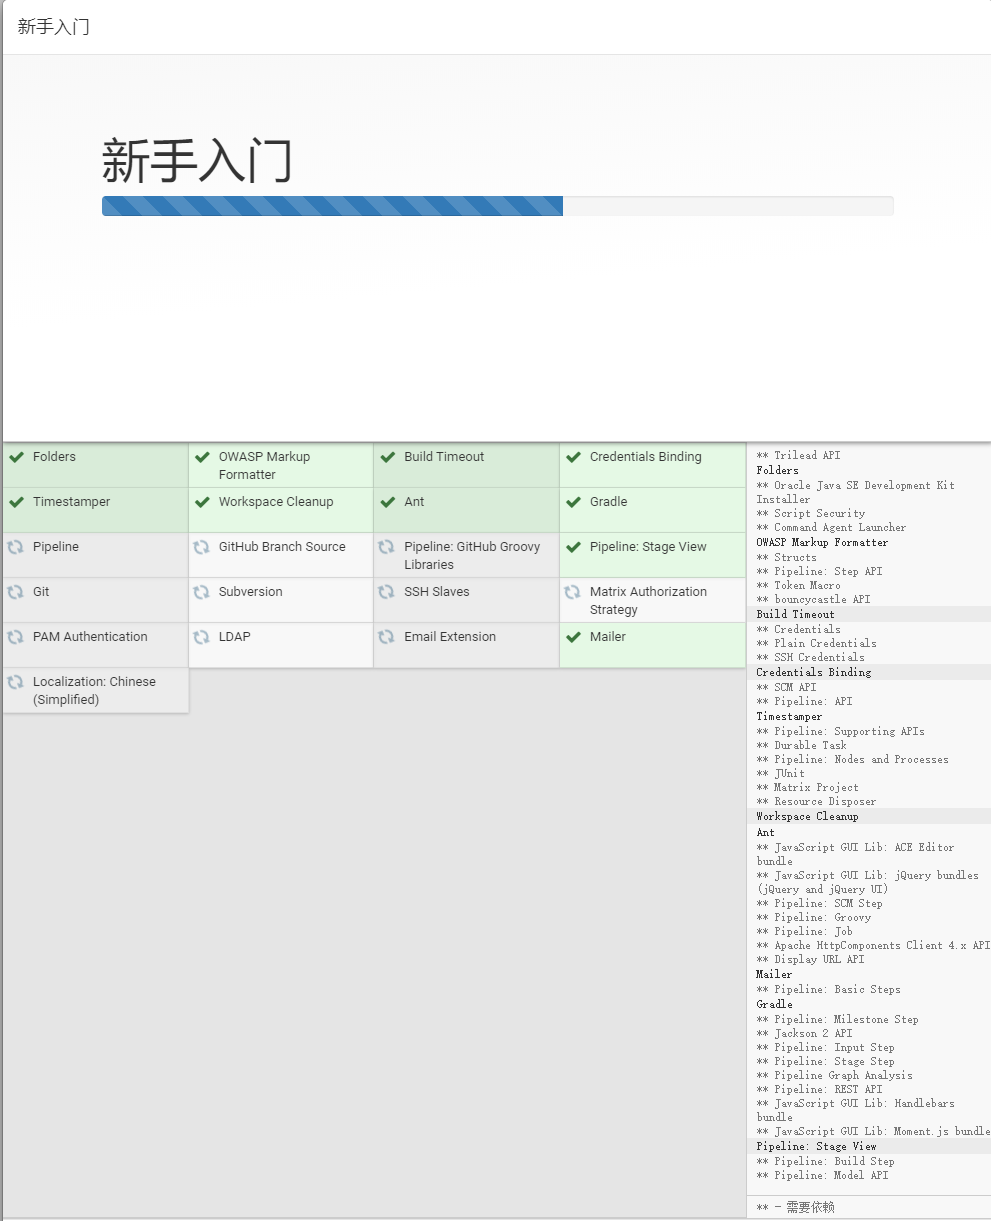 新手入门
新手入门
Folders
OWASP Markup
Formatter
Build Timeout
Credentials Binding
Timestamper
Workspace Cleanup
Ant
Gradle
Pipeline
GitHub Branch Source
Pipeline: GitHub Groovy
Libraries
Pipeline: Stage View
Git
Subversion
SSH Slaves
Matrix Authorization
Strategy
PAM Authentication
LDAP
Email Extension
Mailer
Localization: Chinese
(Simplified)
** Trilead API
Folders
** Oracle Java SE Development Kit
Installer
** Script Security
** Command Agent Launcher
OWASP Markup Formatter
** Structs
** Pipeline: Step API
** Token Macro
** bouncycastle API
Build Timeout
** Credentials
** Plain Credentials
** SSH Credentials
Credentials Binding
** SCM API
** Pipeline: API
Timestamper
** Pipeline: Supporting APIs
** Durable Task
** Pipeline: Nodes and Processes
** JUnit
** Matrix Project
** Resource Disposer
Workspace Cleanup
Ant
** JavaScript GUI Lib: ACE Editor
bundle
** JavaScript GUI Lib: jQuery bundles
(jQuery and jQuery UI)
** Pipeline: SCM Step
** Pipeline: Groovy
** Pipeline: Job
** Apache HttpComponents Client 4.x API
** Display URL API
Mailer
** Pipeline: Basic Steps
Gradle
** Pipeline: Milestone Step
** Jackson 2 API
** Pipeline: Input Step
** Pipeline: Stage Step
** Pipeline Graph Analysis
** Pipeline: REST API
** JavaScript GUI Lib: Handlebars
bundle
** JavaScript GUI Lib: Moment.js bundle
Pipeline: Stage View
** Pipeline: Build Step
** Pipeline: Model API
** - 需要依赖